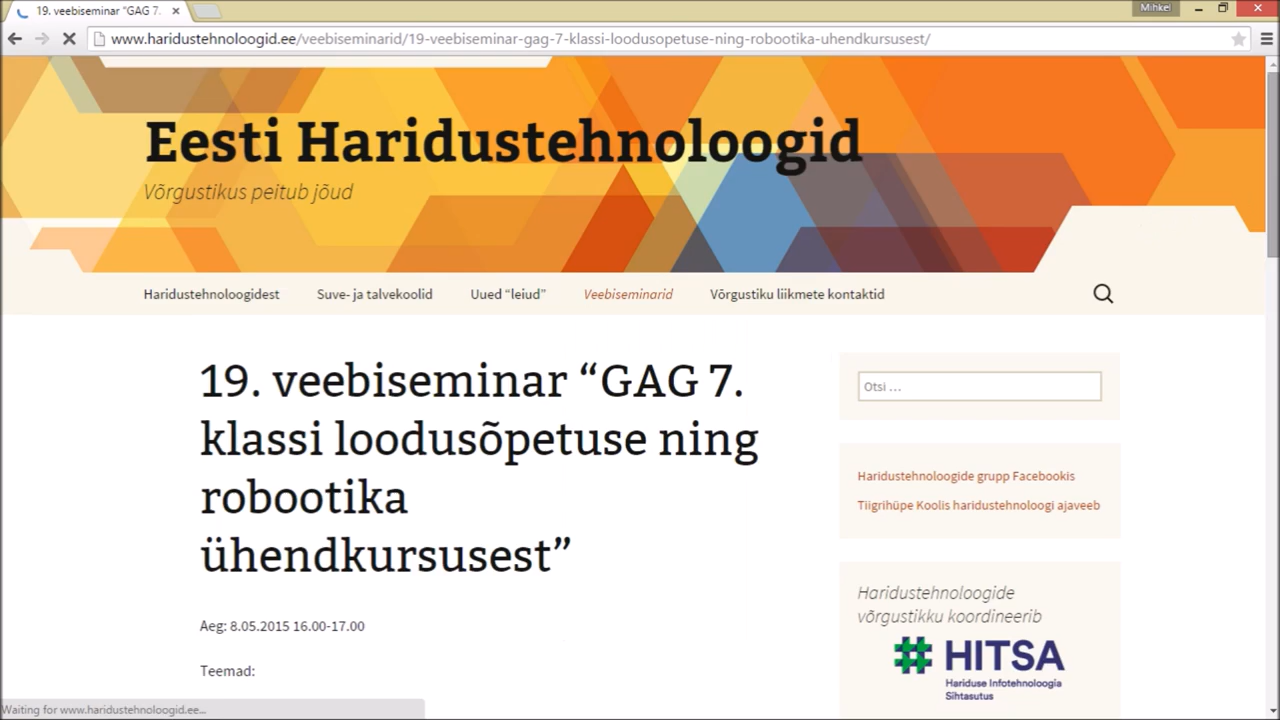 19. veebiseminar “GAG 7.
Mihkel
www.haridustehnoloogid.ee/veebiseminarid/19-veebiseminar-gag-7-klassi-loodusopetuse-ning-robootika-uhendkursusest/
Eesti Haridustehnoloogid
Võrgustikus peitub jõud
Haridustehnoloogidest Suve- ja talvekoolid Uued “leiud” Veebiseminarid Võrgustiku liikmete kontaktid
19. veebiseminar “GAG 7.
klassi loodusõpetuse ning
robootika
ühendkursusest”
Aeg: 8.05.2015 16.00-17.00
Teemad:
Otsi …
Haridustehnoloogide grupp Facebookis
Tiigrihüpe Koolis haridustehnoloogi ajaveeb
Haridustehnoloogide
võrgustikku koordineerib
HITSA
Hariduse Infotehnoloogia
Sihtasutus
Waiting for www.haridustehnoloogid.ee...